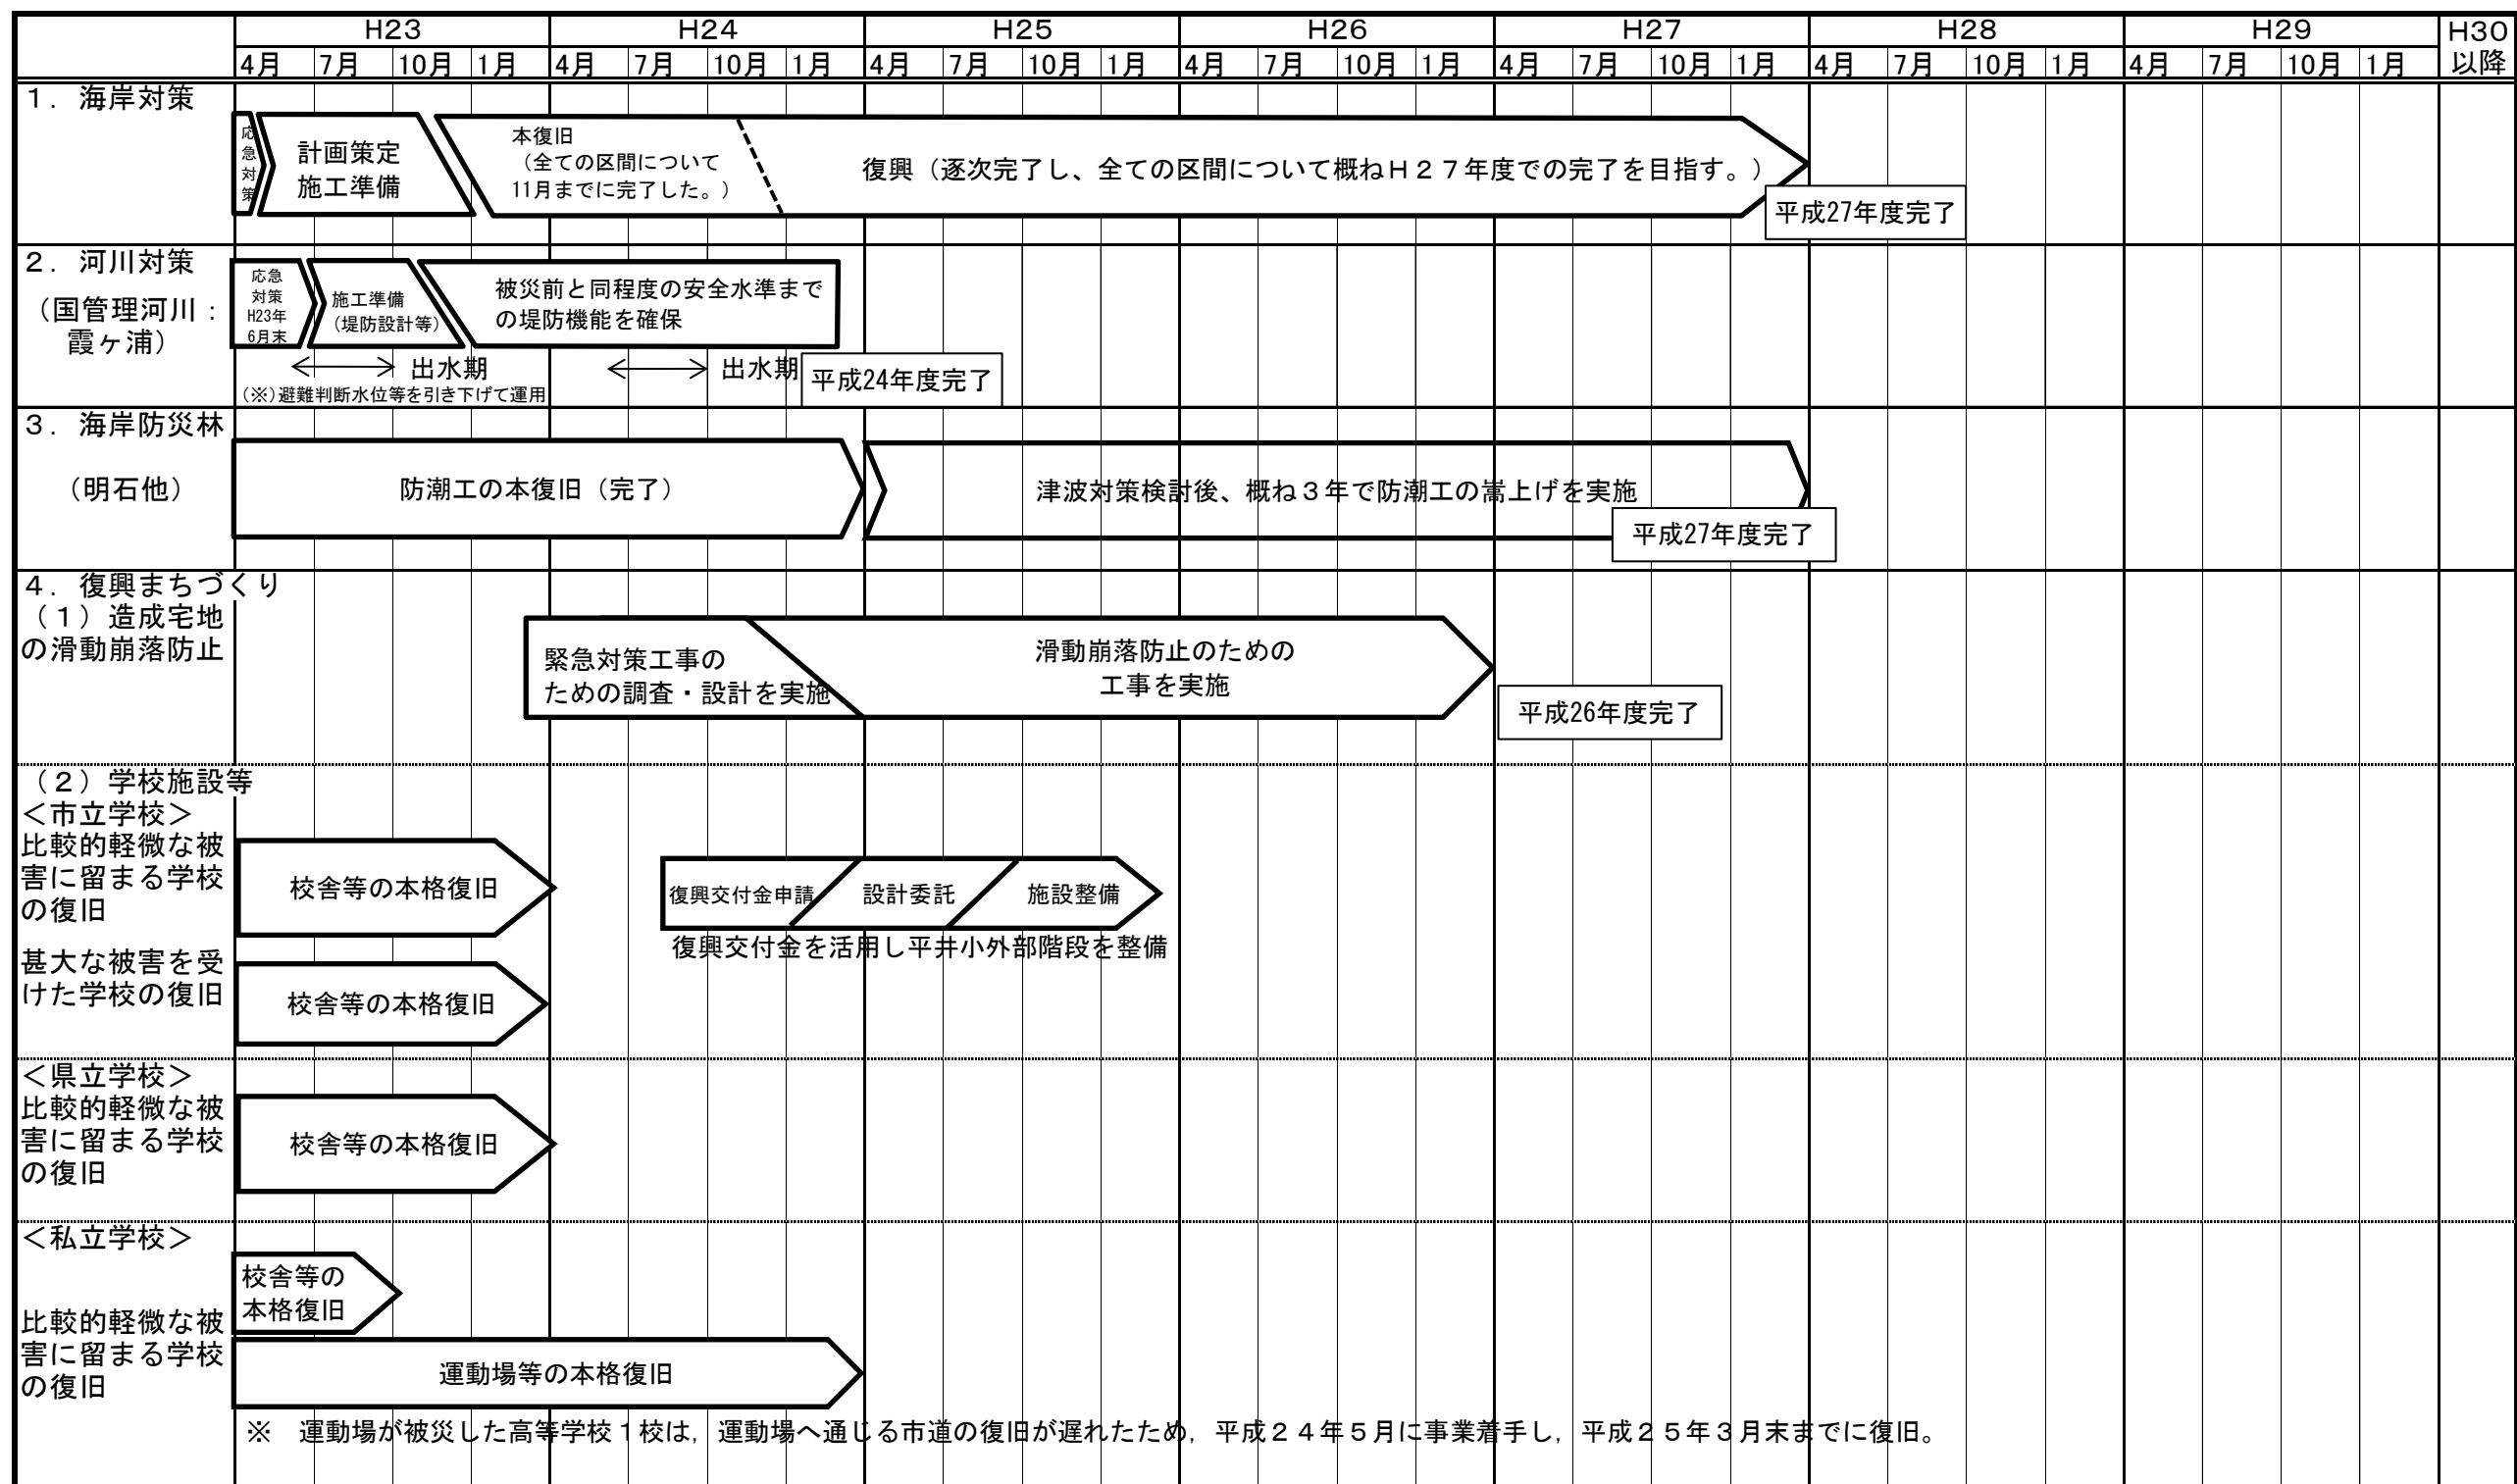 H23 H24 H25 H26 H27 H28 H29 H30
以降
4月 7月 10月 1月 4月 7月 10月 1月 4月 7月 10月 1月 4月 7月 10月 1月 4月 7月 10月 1月 4月 7月 10月 1月 4月 7月 10月 1月
1．海岸対策
応
急
対
策
計画策定
施工準備
本復旧
（全ての区間について
11月までに完了した。）
復興（逐次完了し、全ての区間について概ねＨ２７年度での完了を目指す。）
平成27年度完了
2．河川対策
（国管理河川：
霞ヶ浦）
応急
対策
H23年
6月末
施工準備
（堤防設計等）
被災前と同程度の安全水準まで
の堤防機能を確保
出水期
（※）避難判断水位等を引き下げて運用
出水期
平成24年度完了
3．海岸防災林
（明石他）
防潮工の本復旧（完了）
津波対策検討後、概ね３年で防潮工の嵩上げを実施
平成27年度完了
4．復興まちづくり
（1）造成宅地
の滑動崩落防止
緊急対策工事の
ための調査・設計を実施
滑動崩落防止のための
工事を実施
平成26年度完了
（2）学校施設等
＜市立学校＞
比較的軽微な被
害に留まる学校
の復旧
校舎等の本格復旧
復興交付金申請
設計委託
施設整備
復興交付金を活用し平井小外部階段を整備
甚大な被害を受
けた学校の復旧
校舎等の本格復旧
＜県立学校＞
比較的軽微な被
害に留まる学校
の復旧
校舎等の本格復旧
＜私立学校＞
校舎等の
本格復旧
比較的軽微な被
害に留まる学校
の復旧
運動場等の本格復旧
※　運動場が被災した高等学校１校は，運動場へ通じる市道の復旧が遅れたため，平成２４年５月に事業着手し，平成２５年３月末までに復旧。